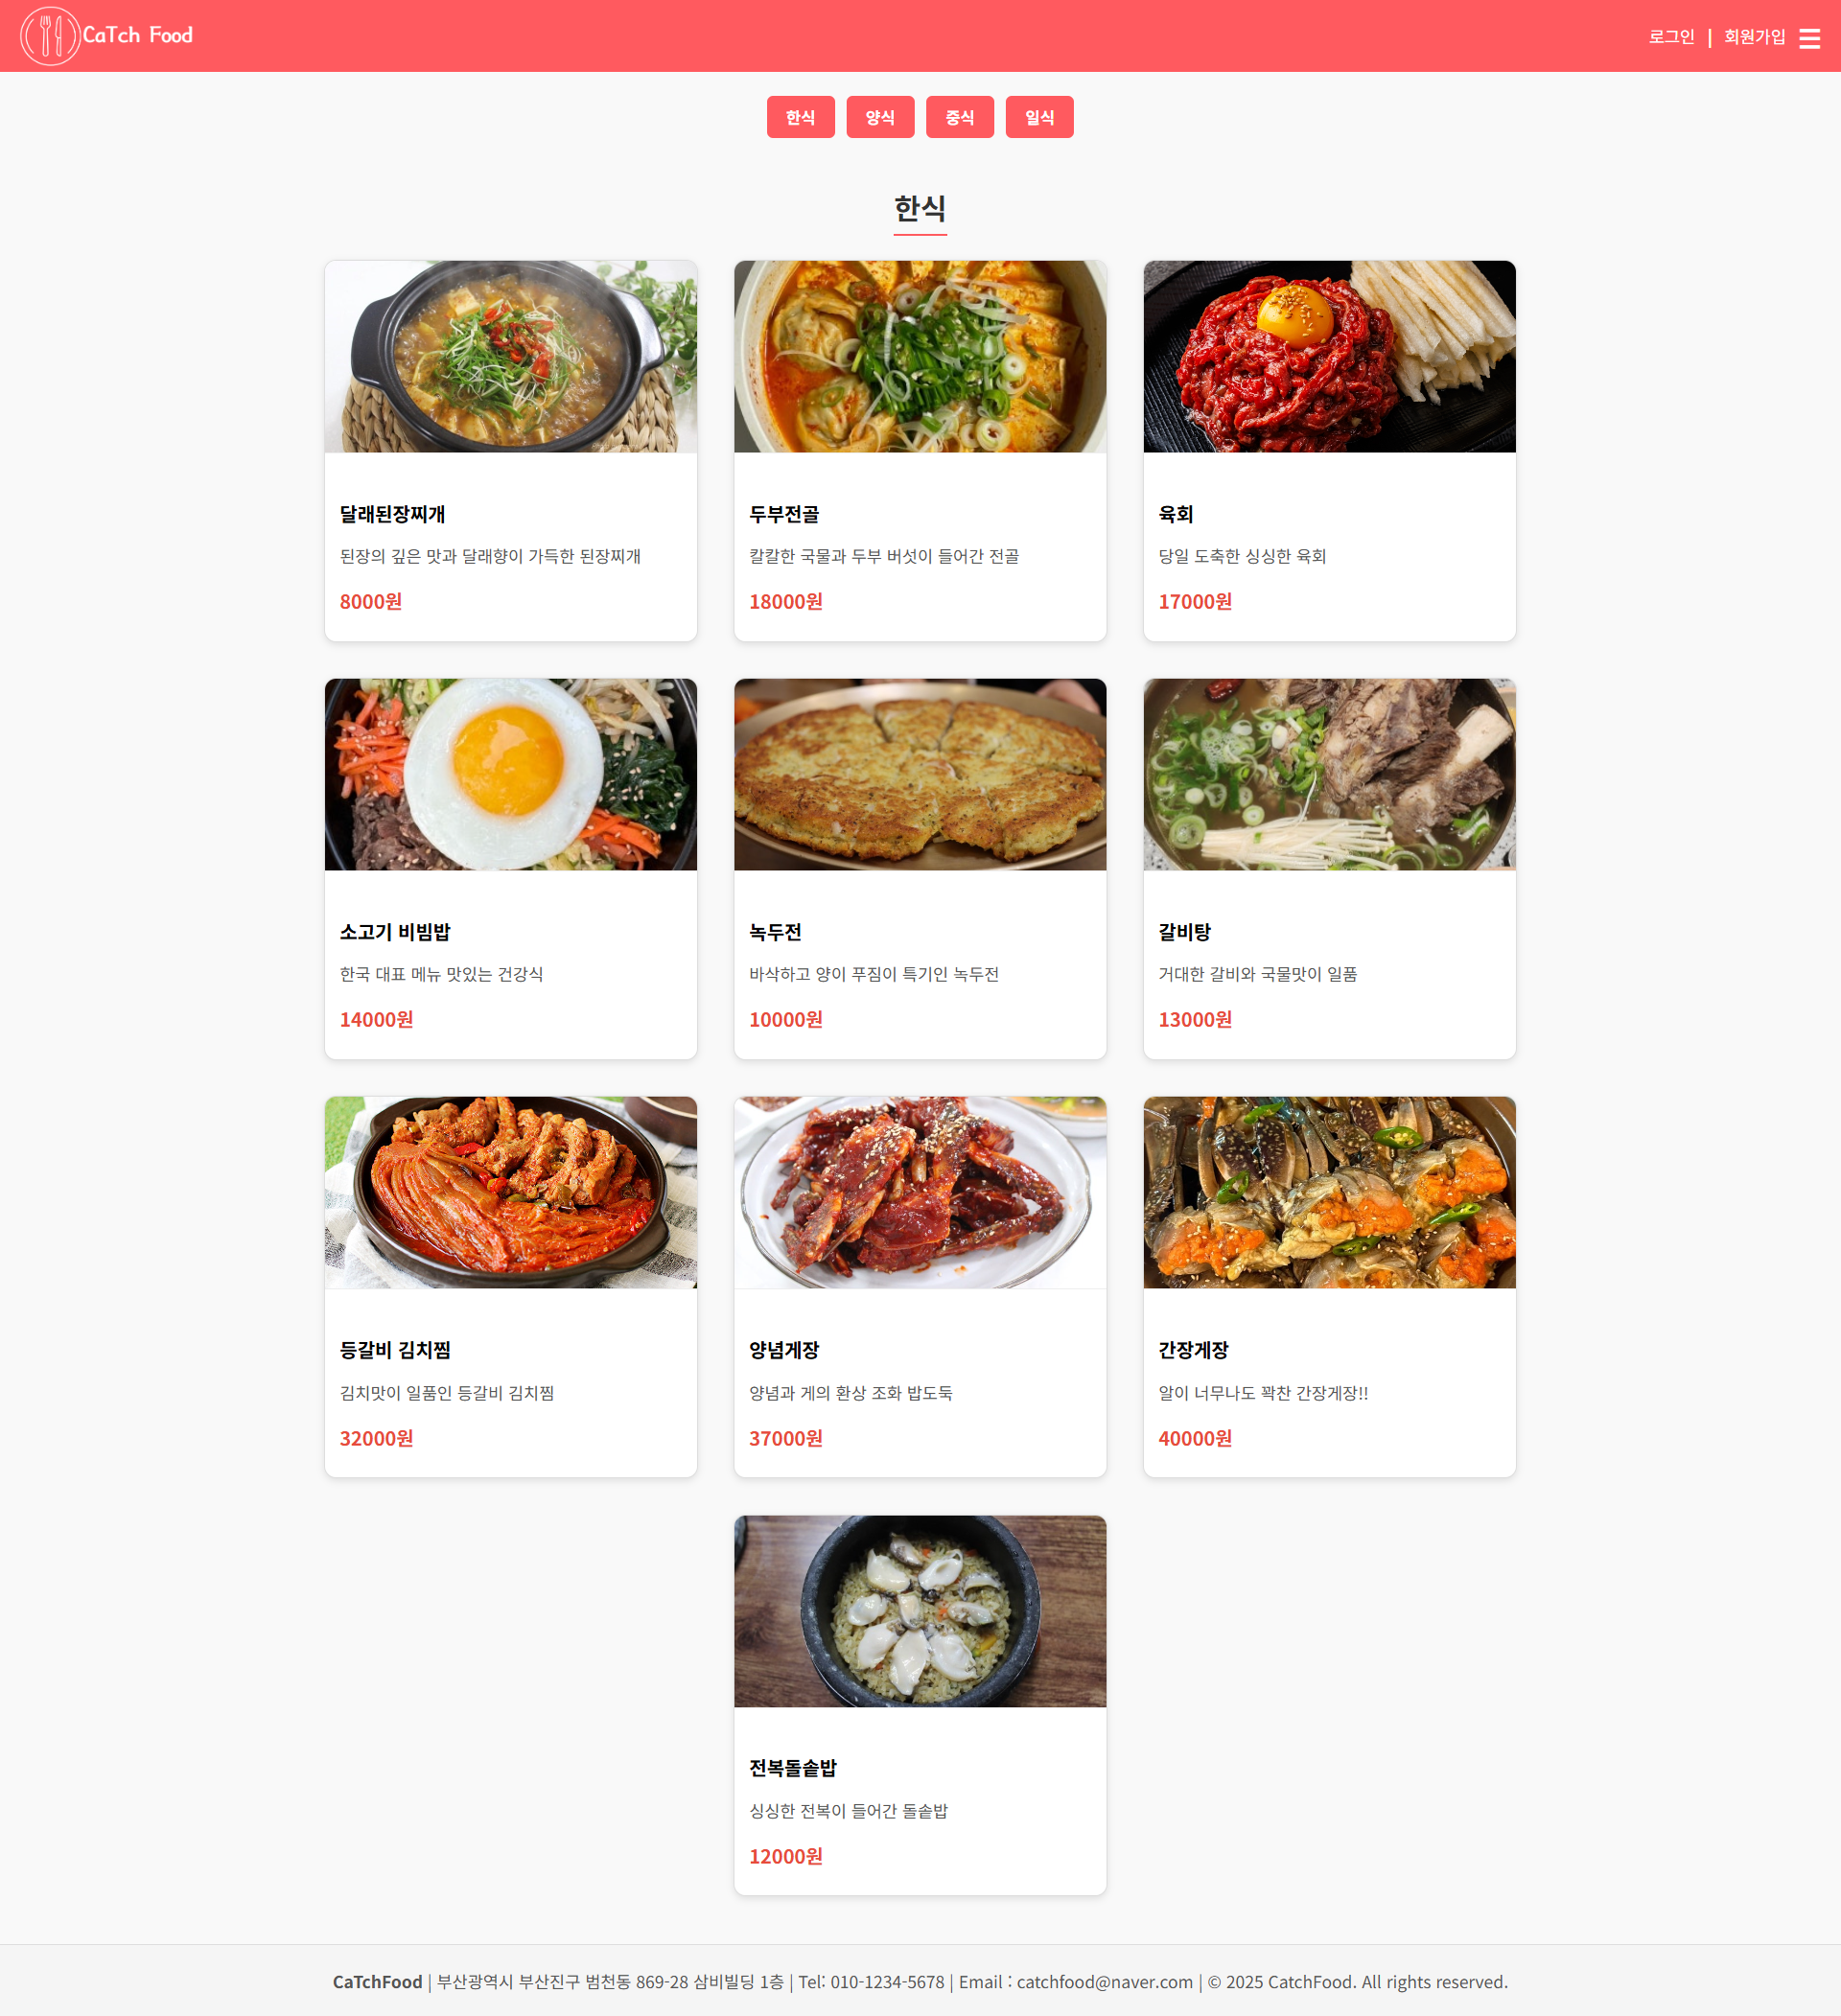 CaTch Food
로그인 | 회원가입
한식 양식 중식 일식
한식
달래된장찌개
된장의 깊은 맛과 달래향이 가득한 된장찌개
8000원
두부전골
칼칼한 국물과 두부 버섯이 들어간 전골
18000원
육회
당일 도축한 싱싱한 육회
17000원
소고기 비빔밥
한국 대표 메뉴 맛있는 건강식
14000원
녹두전
바삭하고 양이 푸짐이 특기인 녹두전
10000원
갈비탕
거대한 갈비와 국물맛이 일품
13000원
등갈비 김치찜
김치맛이 일품인 등갈비 김치찜
32000원
양념게장
양념과 게의 환상 조화 밥도둑
37000원
간장게장
알이 너무나도 꽉찬 간장게장!!
40000원
전복돌솥밥
싱싱한 전복이 들어간 돌솥밥
12000원
CaTchFood | 부산광역시 부산진구 범천동 869-28 삼비빌딩 1층 | Tel: 010-1234-5678 | Email : catchfood@naver.com | © 2025 CatchFood. All rights reserved.